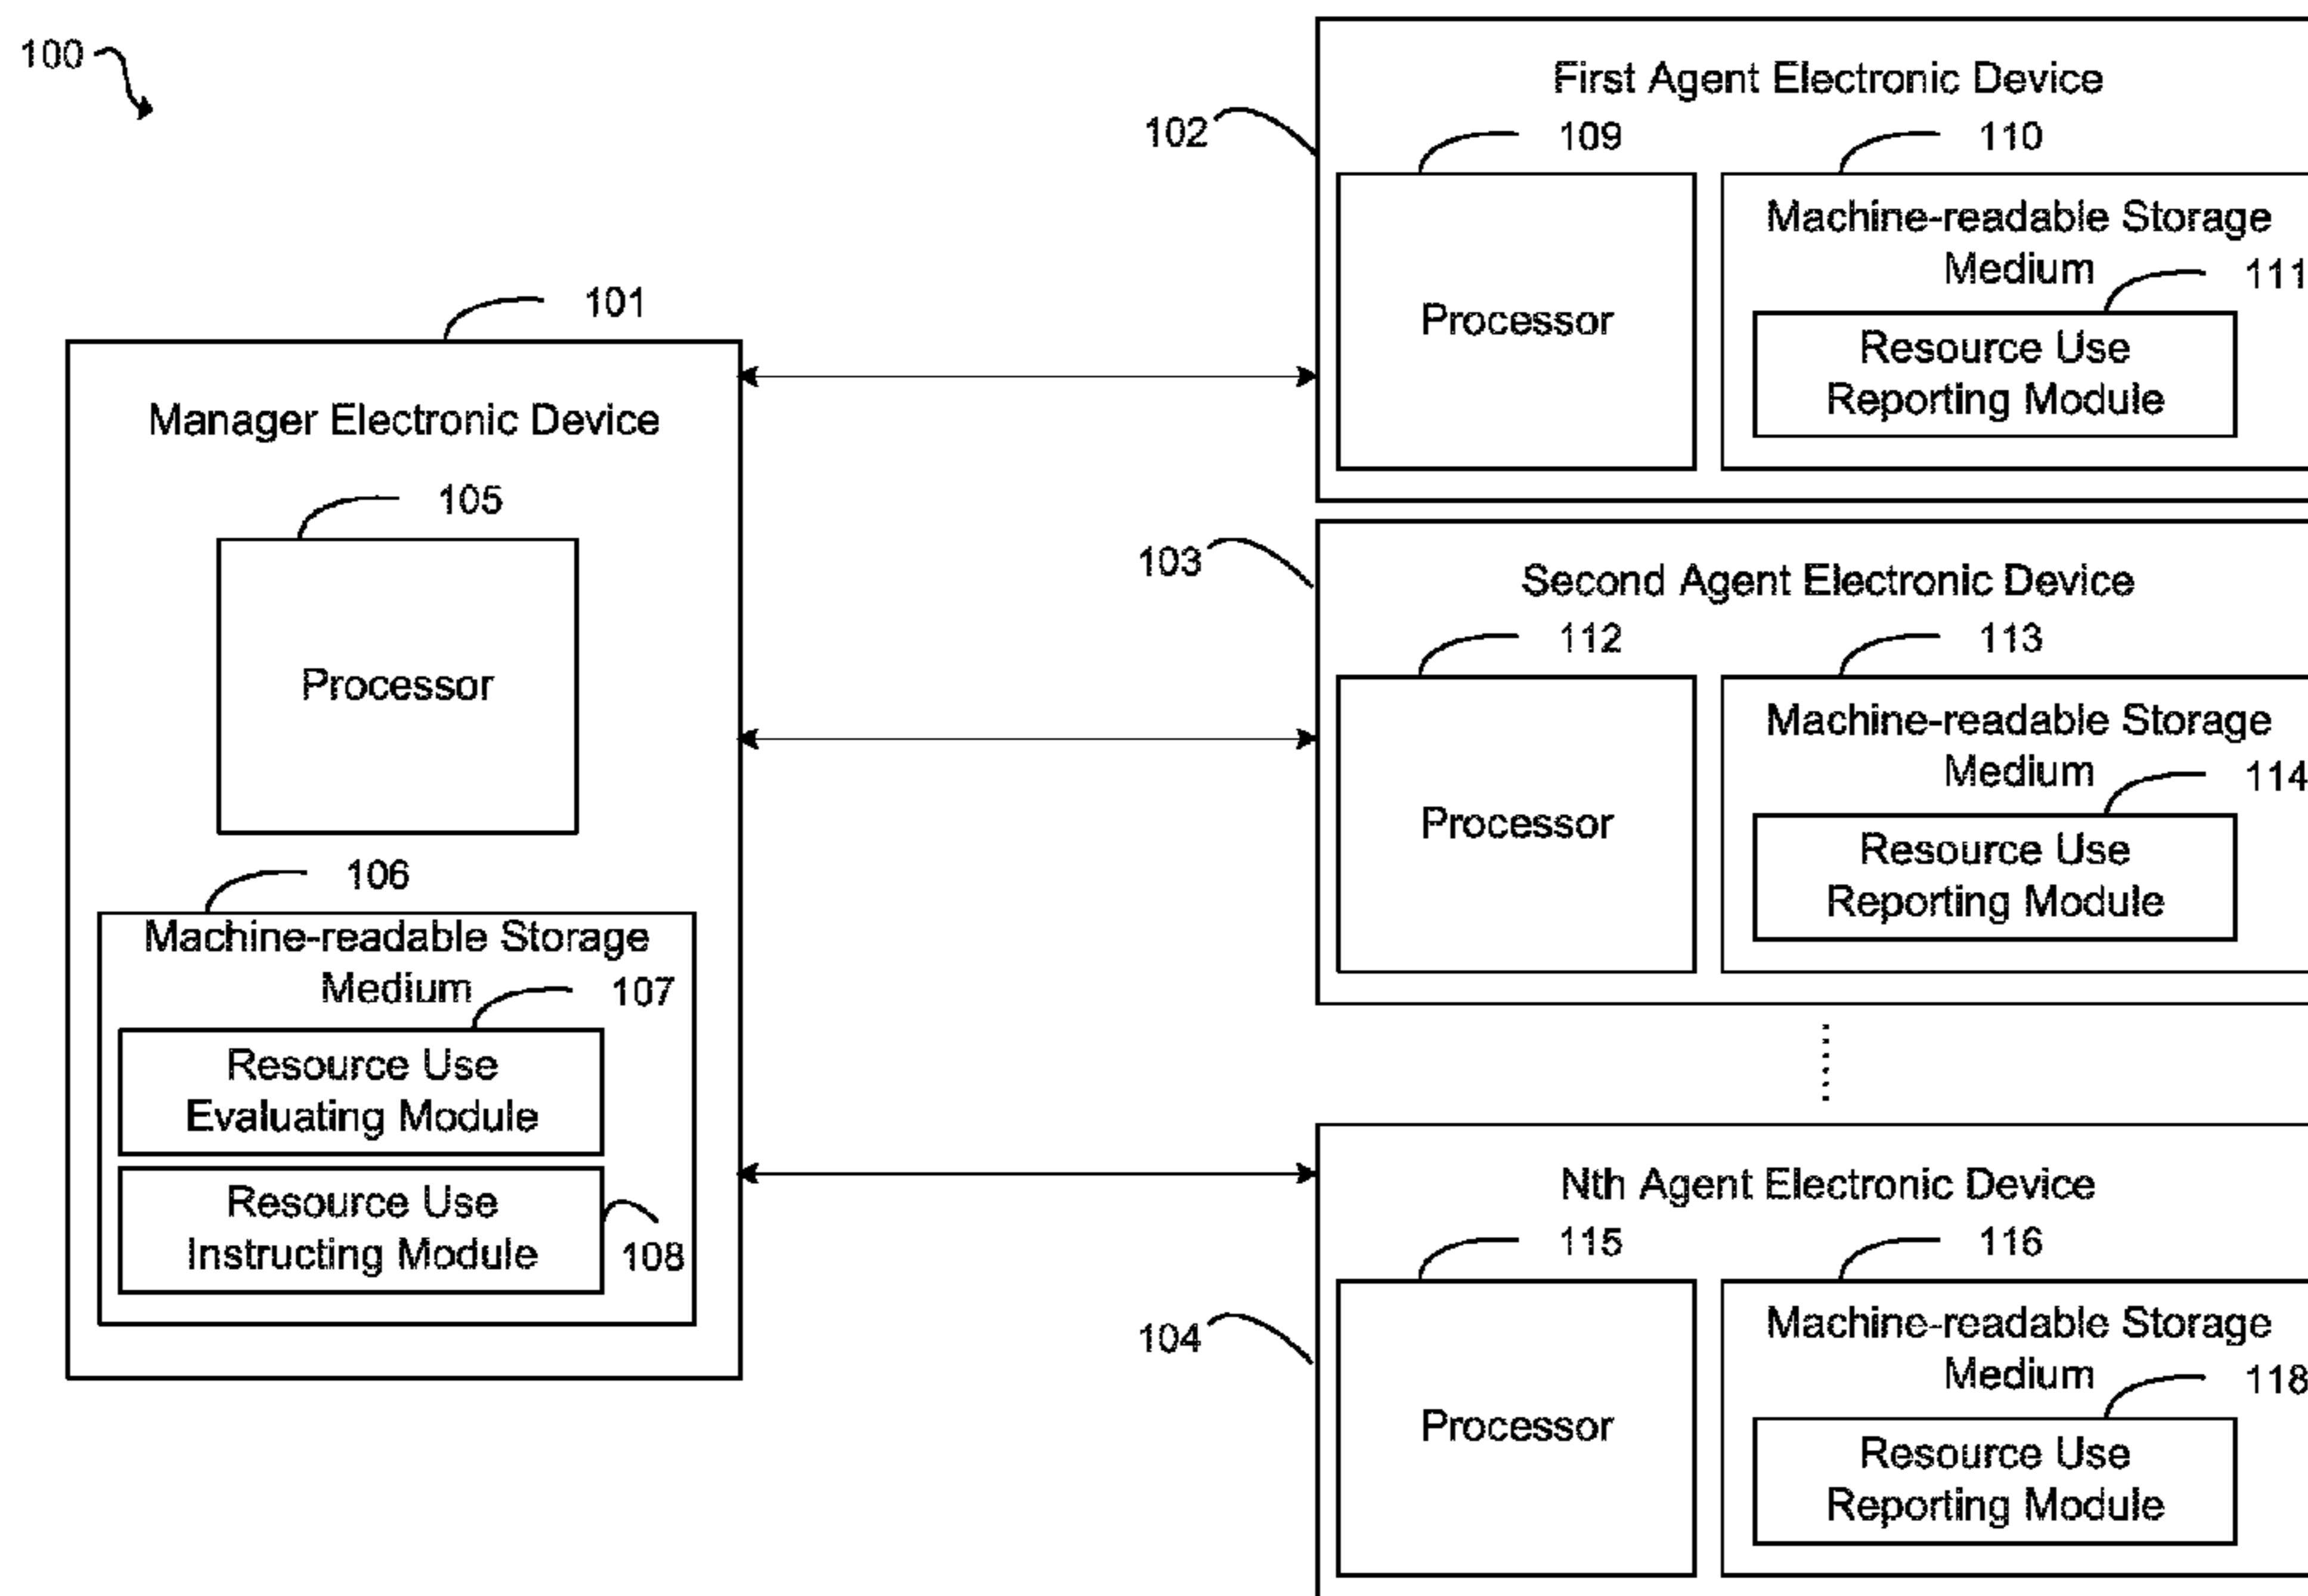 100
101
Manager Electronic Device
105
Processor
106
Machine-readable Storage
Medium
107
Resource Use
Evaluating Module
Resource Use
Instructing Module
108
102
First Agent Electronic Device
109
110
Processor
Machine-readable Storage
Medium
111
Resource Use
Reporting Module
103
Second Agent Electronic Device
112
113
Processor
Machine-readable Storage
Medium
114
Resource Use
Reporting Module
104
Nth Agent Electronic Device
115
116
Processor
Machine-readable Storage
Medium
118
Resource Use
Reporting Module